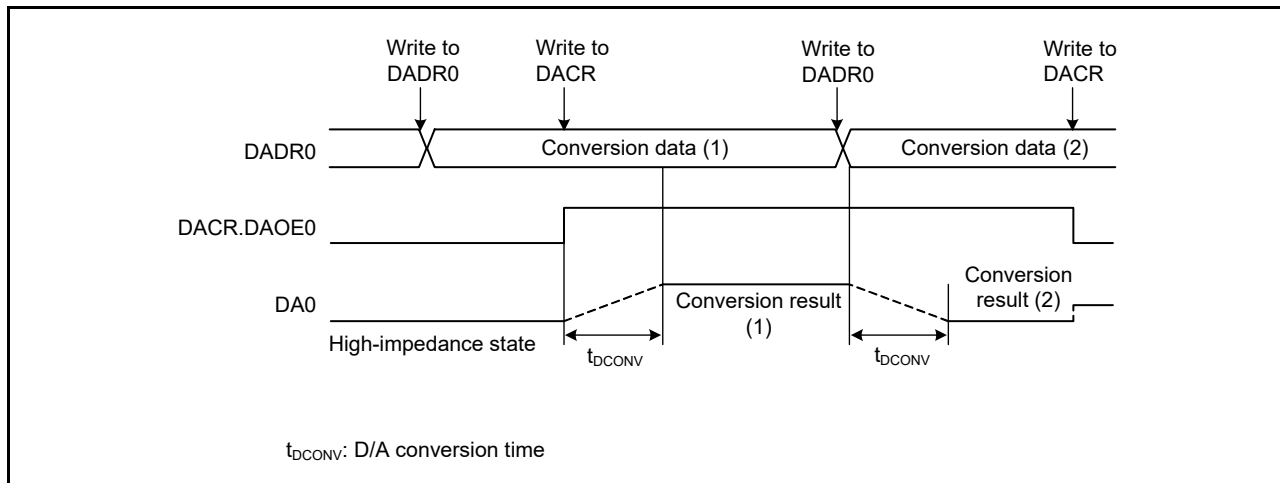 Write to
DADR0
Write to
DACR
Write to
DADR0
Write to
DACR
DADR0
Conversion data (1)
Conversion data (2)
DACR.DAOE0
DA0
Conversion result
(1)
Conversion
result (2)
High-impedance state
tDCONV
tDCONV
tDCONV: D/A conversion time